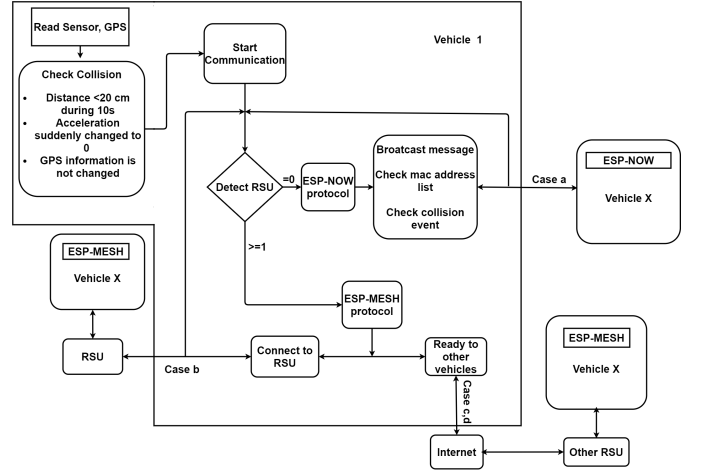 Read Sensor, GPS
Check Collision
• Distance <20 cm
during 10s
• Acceleration
suddenly changed to
0
• GPS information is
not changed
Start
Communication
Vehicle 1
Detect RSU
=0
>=1
ESP-NOW
protocol
Broatcast message
Check mac address
list
Check collision
event
Case a
ESP-NOW
Vehicle X
ESP-MESH
Vehicle X
RSU
Case b
ESP-MESH
protocol
Connect to
RSU
Ready to
other
vehicles
Case c,d
Internet
Other RSU
ESP-MESH
Vehicle X